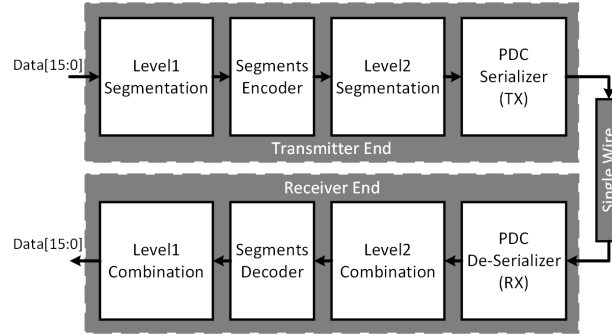 Data[15:0]
Level1
Segmentation
Segments
Encoder
Level2
Segmentation
PDC
Serializer
(TX)
Transmitter End
Single Wire
Receiver End
Data[15:0]
Level1
Combination
Segments
Decoder
Level2
Combination
PDC
De-Serializer
(RX)